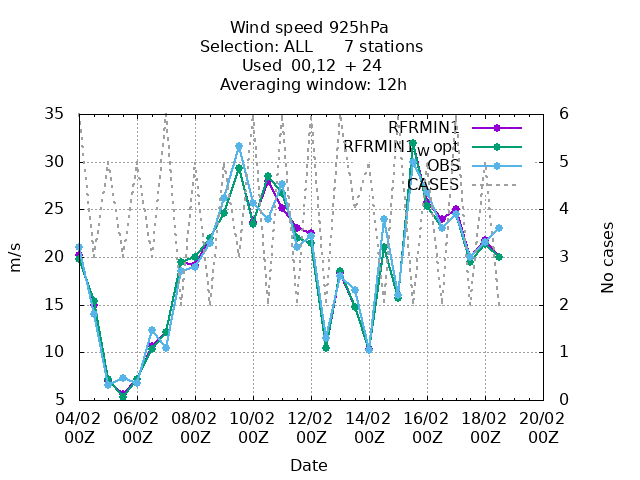 Wind speed 925hPa
Selection: ALL 7 stations
Used 00,12 + 24
Averaging window: 12h
35 6
RFRMIN1
RFRMIN1_W_opt
30 OBS 5
CASES
25 4
m/s 20 3 No cases
15 2
10 1
5 0
04/02 06/02 08/02 10/02 12/02 14/02 16/02 18/02 20/02
00Z 00Z 00Z 00Z 00Z 00Z 00Z 00Z 00Z
Date